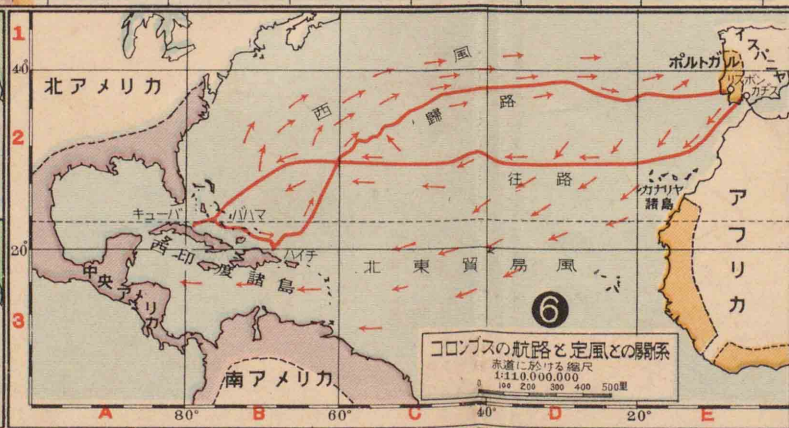 1
2
3
40°
20°
北アメリカ
西風
歸路
往路
イスパニヤ
ポルトガル
リスボン
カヂス
カナリヤ
諸島
アフリカ
キューバ
バハマ
ハイチ
西印度諸島
中央アメリカ
北東貿易風
南アメリカ
6
コロンブスの航路と定風との關係
赤道に於ける縮尺
1:110,000,000
0 100 200 300 400 500里
A 80° B 60° C 40° D 20° E